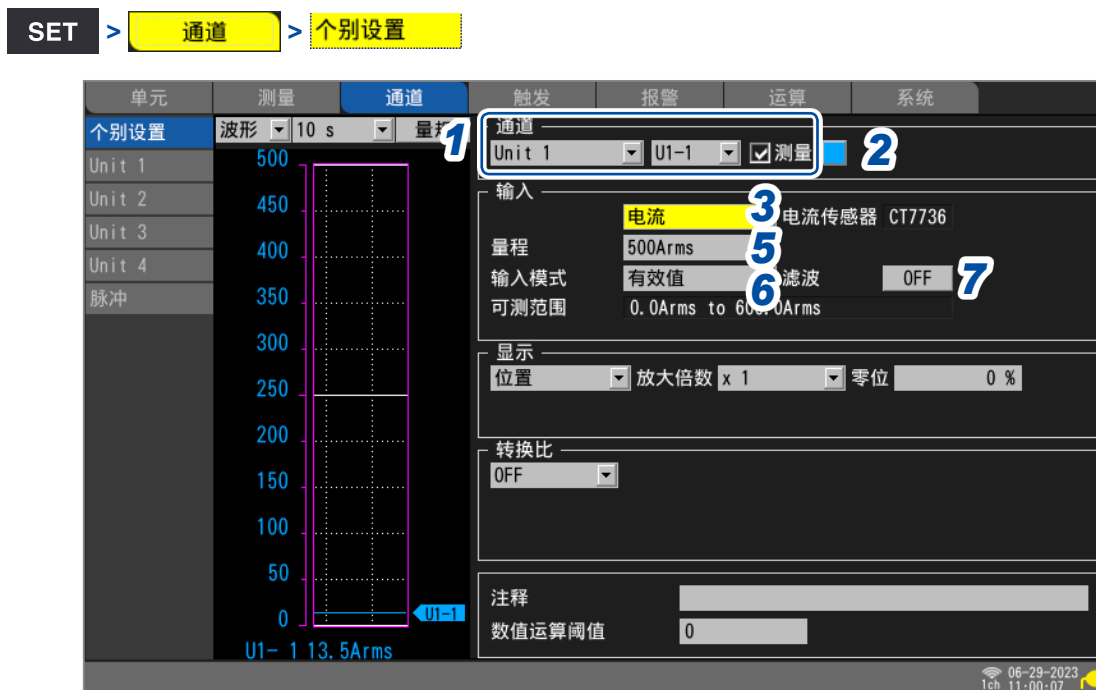 SET > 通道 > 个别设置
单元 测量 通道 触发 报警 运算 系统
个别设置 波形 10 s 1 通道
Unit 1 500 Unit 1 U1-1 测量 2
Unit 2 450 输入
Unit 3 电流 3 电流传感器 CT7736
Unit 4 400 量程 500Arms 5
脉冲 350 输入模式 有效值 6 滤波 OFF 7
可测范围 0.0Arms to
300 显示
250 位置 放大倍数 x 1 零位 0 %
200 转换比
150 OFF
100
50 注释
0 U1-1 数值运算阈值 0
U1- 1 13.5Arms
06-29-2023
1ch 11:00:07